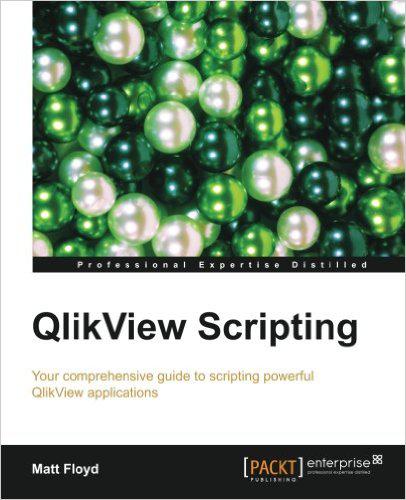 Professional Expertise Distilled
QlikView Scripting
Your comprehensive guide to scripting powerful
QlikView applications
Matt Floyd
[PACKT] enterprise
PUBLISHING
professional expertise distilled